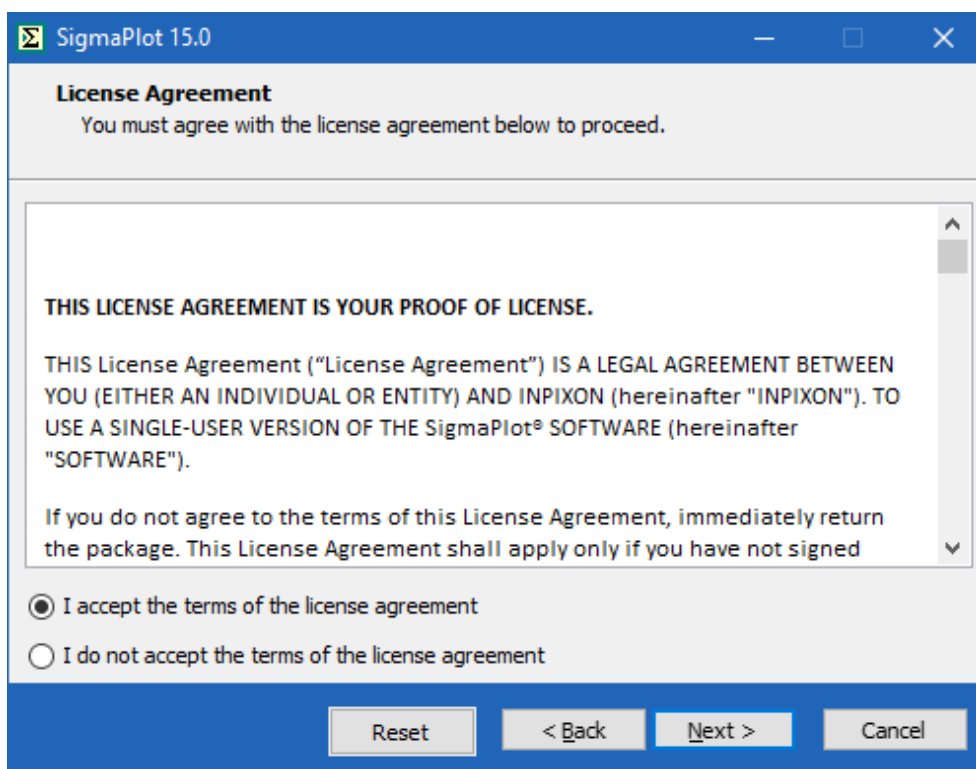 SigmaPlot 15.0
License Agreement
You must agree with the license agreement below to proceed.
THIS LICENSE AGREEMENT IS YOUR PROOF OF LICENSE.
THIS License Agreement (“License Agreement”) IS A LEGAL AGREEMENT BETWEEN
YOU (EITHER AN INDIVIDUAL OR ENTITY) AND INPIXON (hereinafter "INPIXON"). TO
USE A SINGLE-USER VERSION OF THE SigmaPlot® SOFTWARE (hereinafter
"SOFTWARE").
If you do not agree to the terms of this License Agreement, immediately return
the package. This License Agreement shall apply only if you have not signed
I accept the terms of the license agreement
I do not accept the terms of the license agreement
Reset < Back Next > Cancel